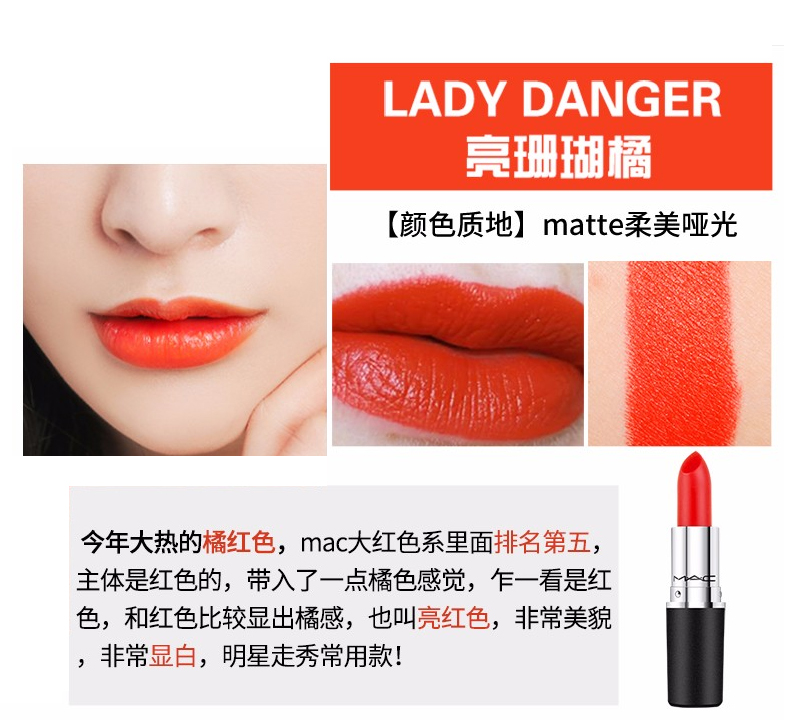 LADY DANGER
亮珊瑚橘
【颜色质地】matte柔美哑光
MAC
今年大热的橘红色，mac大红色系里面排名第五，
主体是红色的，带入了一点橘色感觉，乍一看是红
色，和红色比较显出橘感，也叫亮红色，非常美貌
，非常显白，明星走秀常用款！